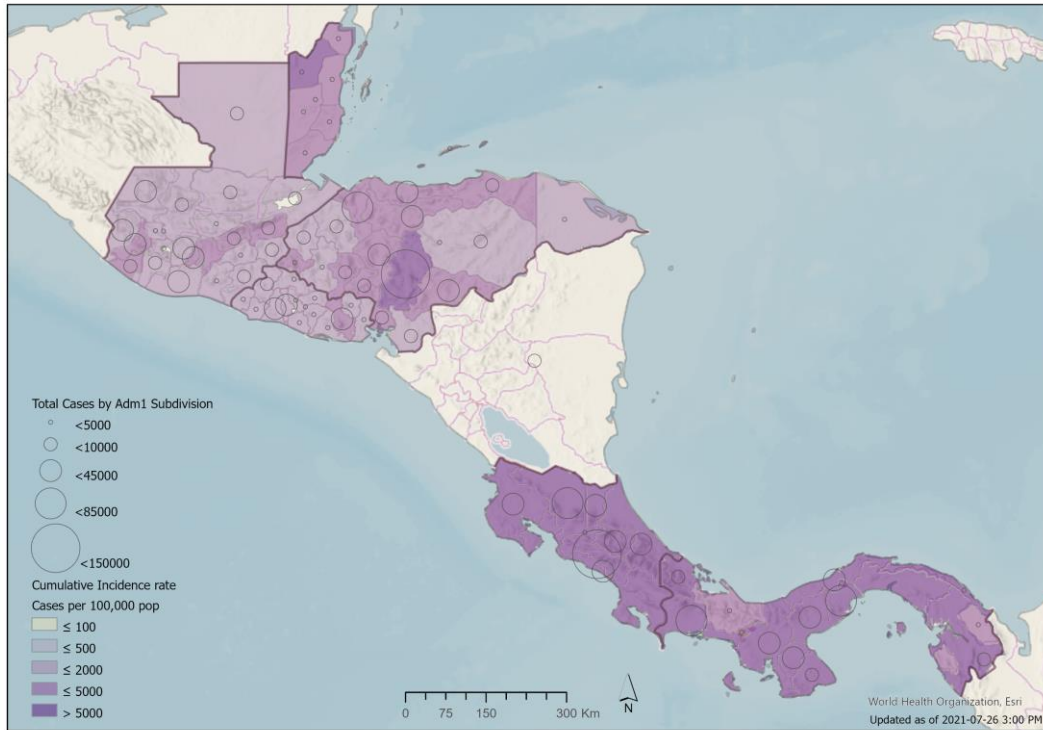 Total Cases by Adm1 Subdivision
<5000
<10000
<45000
<85000
<150000
Cumulative Incidence rate
Cases per 100,000 pop
≤ 100
≤ 500
≤ 2000
≤ 5000
> 5000
0 75 150 300 Km
N
World Health Organization, Esri
Updated as of 2021-07-26 3:00 PM